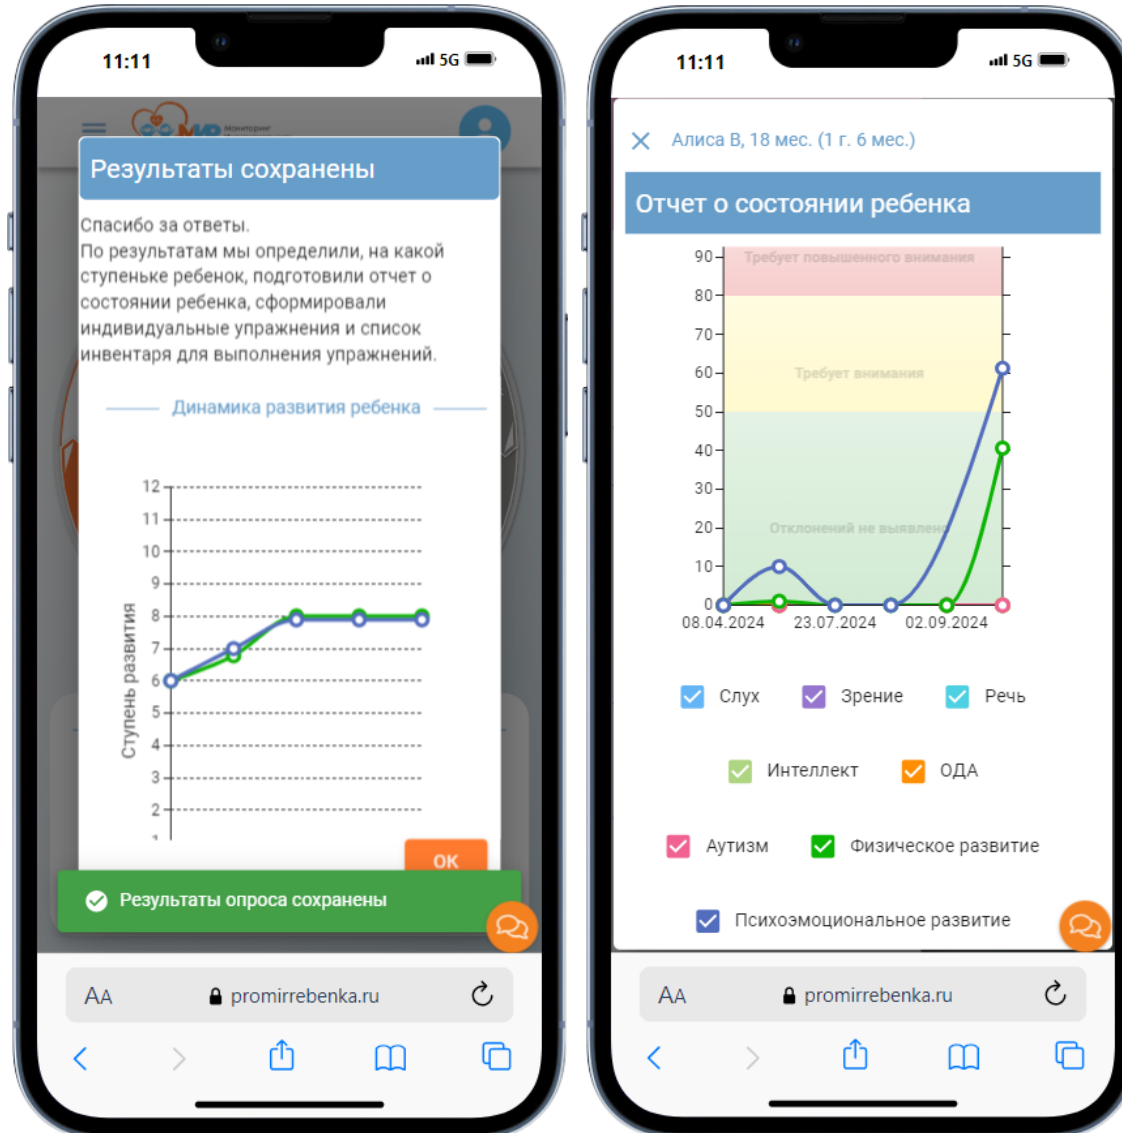 11:11
5G
МИР
Мониторинг
Результаты сохранены
Спасибо за ответы.
По результатам мы определили, на какой
ступеньке ребенок, подготовили отчет о
состоянии ребенка, сформировали
индивидуальные упражнения и список
инвентаря для выполнения упражнений.
Динамика развития ребенка
Ступень развития
12
11
10
9
8
7
6
5
4
3
2
ОК
Результаты опроса сохранены
AA
promirrebenka.ru
11:11
5G
Алиса В, 18 мес. (1 г. 6 мес.)
Отчет о состоянии ребенка
90
Требует повышенного внимания
80
70
60
Требует внимания
50
40
30
20
Отклонений не выявлено
10
0
08.04.2024 23.07.2024 02.09.2024
Слух Зрение Речь
Интеллект ОДА
Аутизм Физическое развитие
Психоэмоциональное развитие
AA
promirrebenka.ru